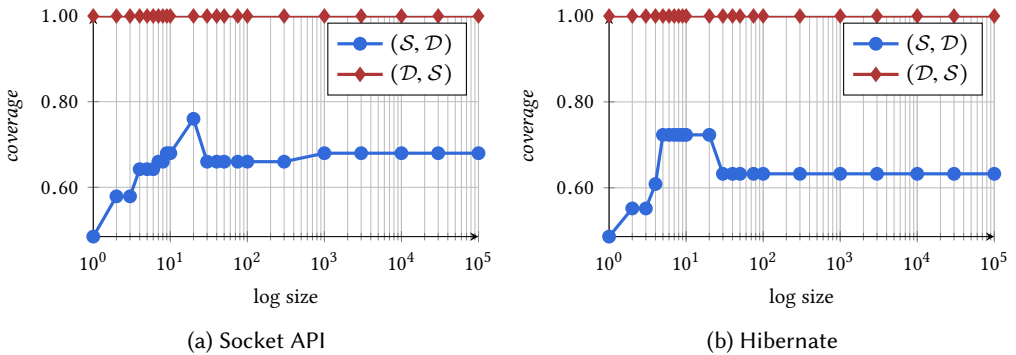 1.00
0.80
0.60
coverage
10^0
10^1
10^2
10^3
10^4
10^5
log size
(S, D)
(D, S)
(a) Socket API
1.00
0.80
0.60
coverage
10^0
10^1
10^2
10^3
10^4
10^5
log size
(S, D)
(D, S)
(b) Hibernate